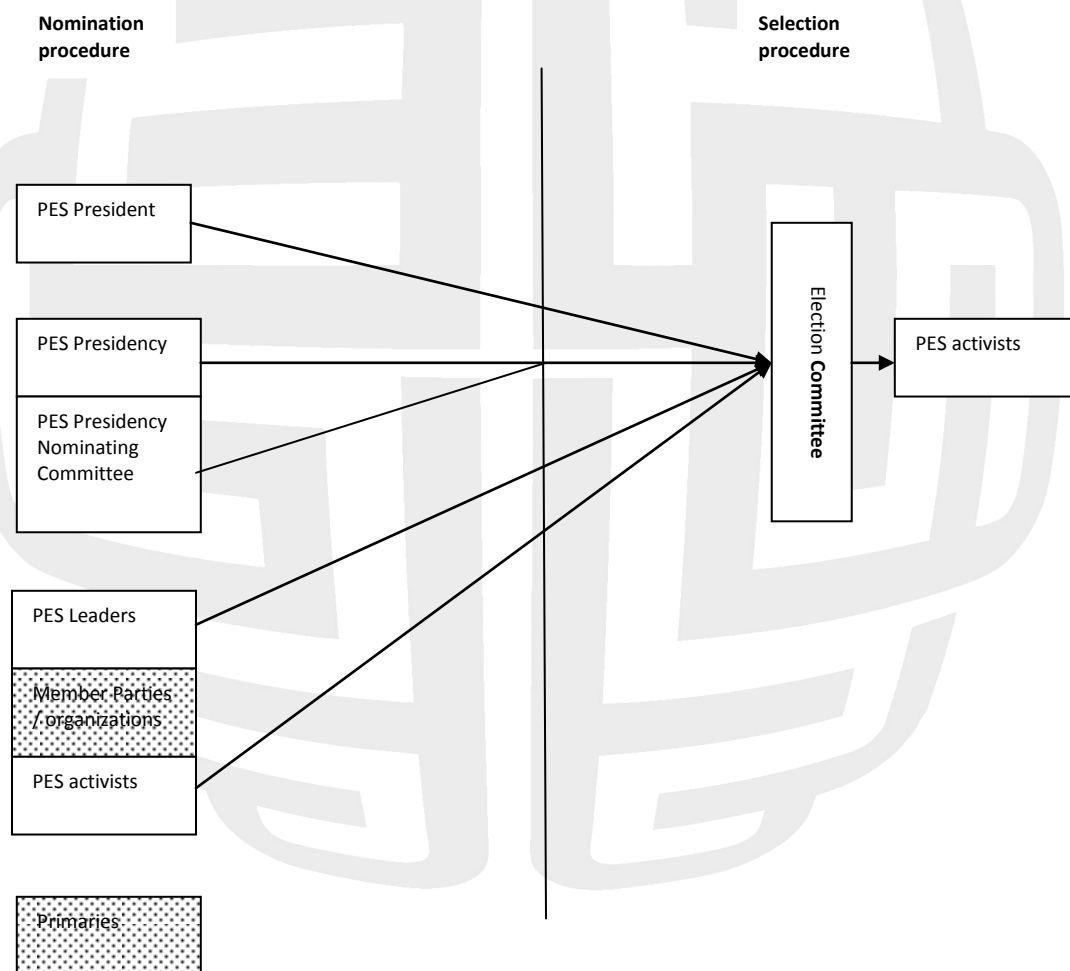 Nomination
procedure
Selection
procedure
PES President
PES Presidency
PES Presidency
Nominating
Committee
PES Leaders
Member Parties
/ organizations
PES activists
Primaries
Election Committee
PES activists